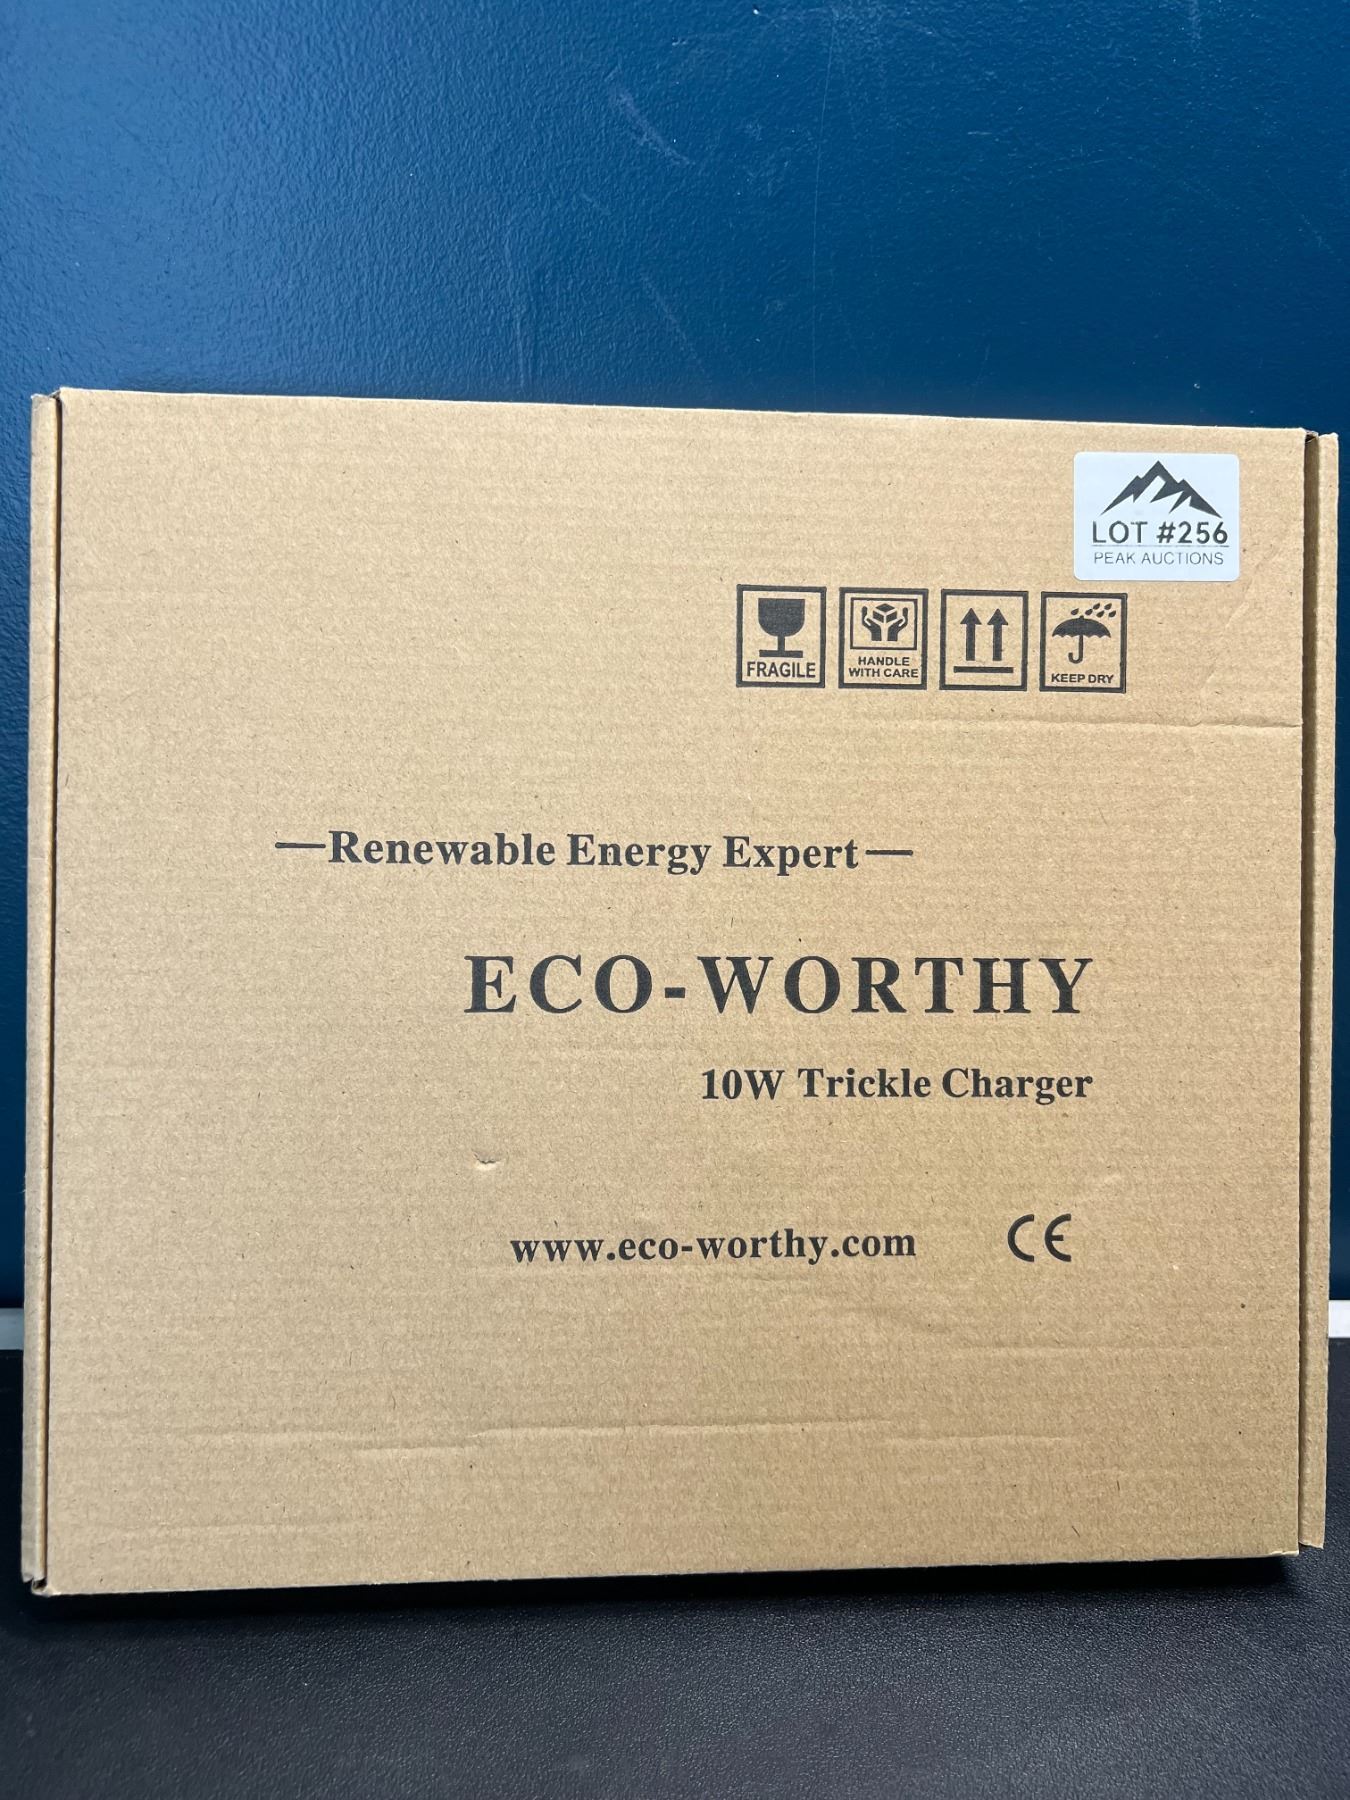 LOT #256
PEAK AUCTIONS
FRAGILE
HANDLE
WITH CARE
KEEP DRY
—Renewable Energy Expert—
ECO-WORTHY
10W Trickle Charger
www.eco-worthy.com
CE